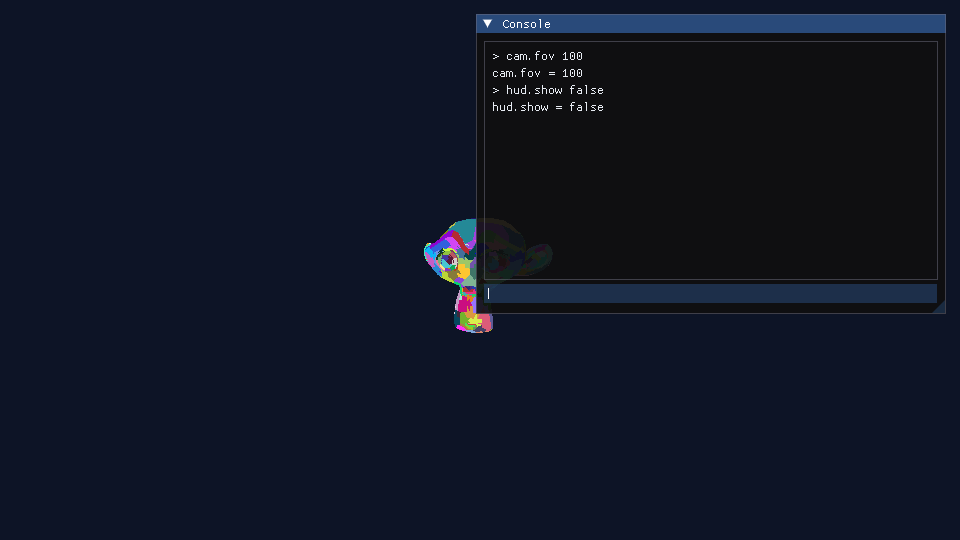 Console
> cam.fov 100
cam.fov = 100
> hud.show false
hud.show = false